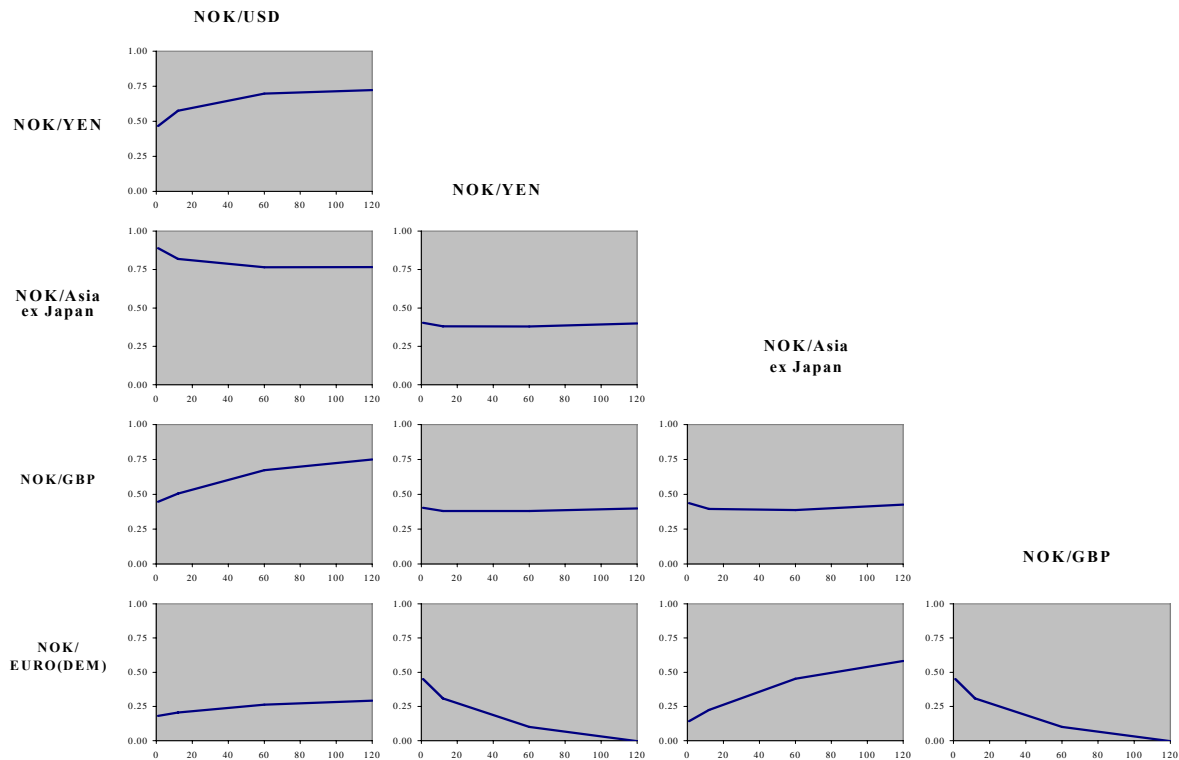 NOK/USD
1.00
0.75
NOK/YEN
0.50
0.25
0.00
0 20 40 60 80 100 120
NOK/YEN
1.00 1.00
0.75 0.75
NOK/Asia
ex Japan
0.50 0.50
0.25 0.25
0.00 0.00
0 20 40 60 80 100 120 0 20 40 60 80 100 120
NOK/Asia
ex Japan
1.00 1.00 1.00
0.75 0.75 0.75
NOK/GBP
0.50 0.50 0.50
0.25 0.25 0.25
0.00 0.00 0.00
0 20 40 60 80 100 120 0 20 40 60 80 100 120 0 20 40 60 80 100 120
NOK/GBP
1.00 1.00 1.00 1.00
0.75 0.75 0.75 0.75
NOK/
EURO(DEM)
0.50 0.50 0.50 0.50
0.25 0.25 0.25 0.25
0.00 0.00 0.00 0.00
0 20 40 60 80 100 120 0 20 40 60 80 100 120 0 20 40 60 80 100 120 0 20 40 60 80 100 120